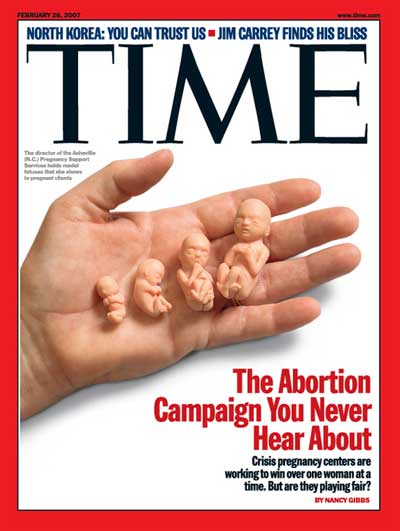 FEBRUARY 26, 2007
www.time.com
NORTH KOREA: YOU CAN TRUST US ■ JIM CARREY FINDS HIS BLISS
TIME
The director of the Asheville
(N.C.) Pregnancy Support
Services holds model
fetuses that she shows
to pregnant clients
The Abortion
Campaign You Never
Hear About
Crisis pregnancy centers are
working to win over one woman at a
time. But are they playing fair?
BY NANCY GIBBS